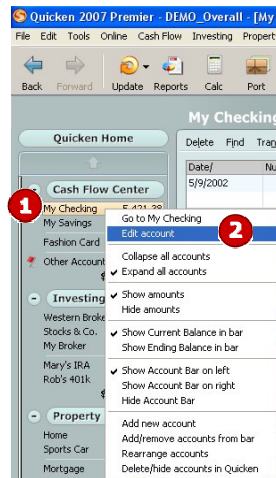 Quicken 2007 Premier - DEMO_Overall - [My
File Edit Tools Online Cash Flow Investing Propert
Back Forward Update Reports Calc Port
My Checking
Quicken Home
Delete Find Tran
Date/ Nu
5/9/2002
Cash Flow Center
1
My Checking 5,421.38
My Savings
Fashion Card
Other Account
$
Investing
Western Broke
Stocks & Co.
My Broker
Mary's IRA
Rob's 401k
$
Property
Home
Sports Car
Mortgage
Go to My Checking
Edit account
2
Collapse all accounts
Expand all accounts
Show amounts
Hide amounts
Show Current Balance in bar
Show Ending Balance in bar
Show Account Bar on left
Show Account Bar on right
Hide Account Bar
Add new account
Add/remove accounts from bar
Rearrange accounts
Delete/hide accounts in Quicken